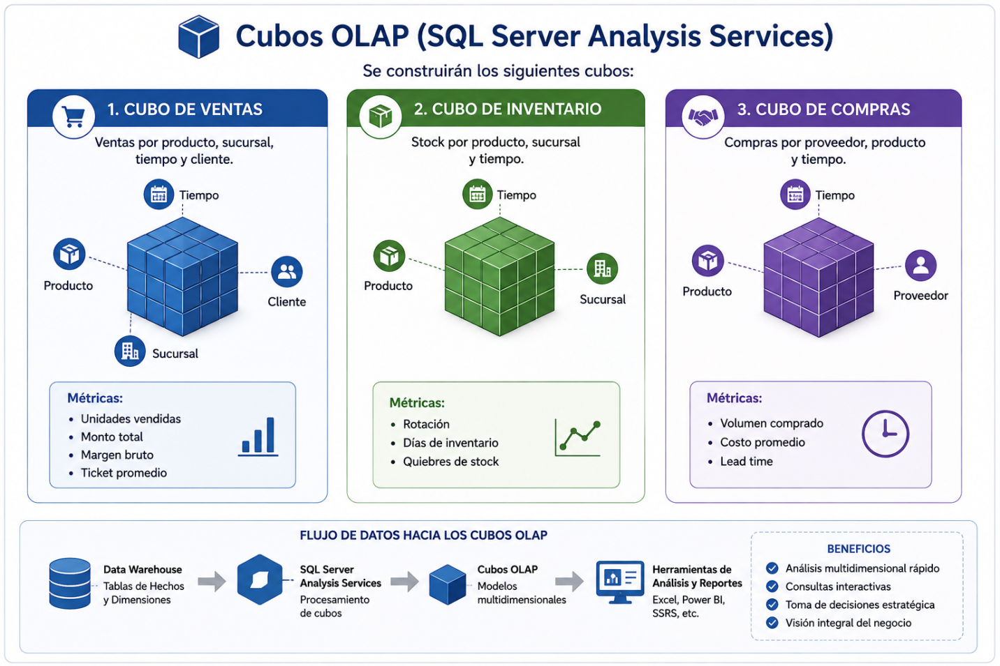 Cubos OLAP (SQL Server Analysis Services)
Se construirán los siguientes cubos:
1. CUBO DE VENTAS
Ventas por producto, sucursal,
tiempo y cliente.
Tiempo
Producto
Cliente
Sucursal
Métricas:
• Unidades vendidas
• Monto total
• Margen bruto
• Ticket promedio
2. CUBO DE INVENTARIO
Stock por producto, sucursal
y tiempo.
Tiempo
Producto
Sucursal
Métricas:
• Rotación
• Días de inventario
• Quiebres de stock
3. CUBO DE COMPRAS
Compras por proveedor, producto
y tiempo.
Tiempo
Producto
Proveedor
Métricas:
• Volumen comprado
• Costo promedio
• Lead time
FLUJO DE DATOS HACIA LOS CUBOS OLAP
Data Warehouse
Tablas de Hechos
y Dimensiones
SQL Server
Analysis Services
Procesamiento
de cubos
Cubos OLAP
Modelos
multidimensionales
Herramientas de
Análisis y Reportes
Excel, Power BI,
SSRS, etc.
BENEFICIOS
Análisis multidimensional rápido
Consultas interactivas
Toma de decisiones estratégica
Visión integral del negocio